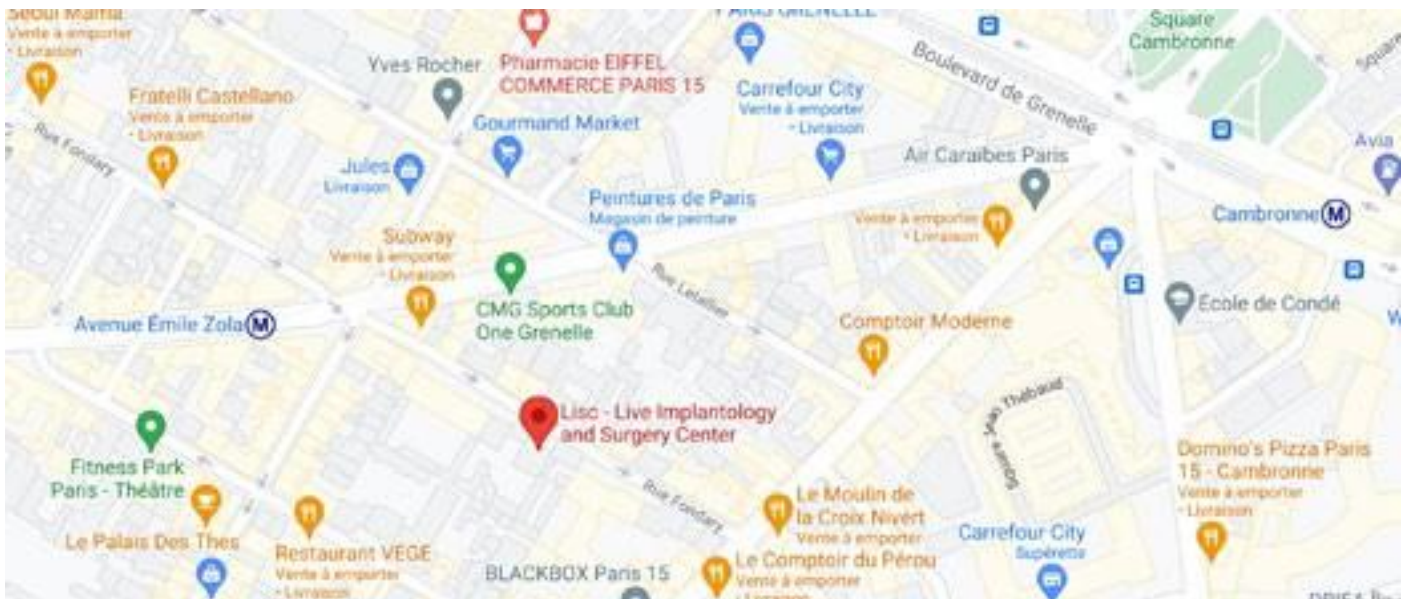 Seoul Mama
Vente à emporter
• Livraison
Rue Fondary
Fratelli Castellano
Vente à emporter
• Livraison
Yves Rocher
Pharmacie EIFFEL
COMMERCE PARIS 15
Gourmand Market
Jules
Livraison
PARIS GRENELLE
Carrefour City
Vente à emporter
• Livraison
Boulevard de Grenelle
Square
Cambronne
Square
Avia
Air Caraïbes Paris
Peintures de Paris
Magasin de peinture
Vente à emporter
• Livraison
Cambronne
M
Subway
Vente à emporter
• Livraison
CMG Sports Club
One Grenelle
Rue Letellier
École de Condé
Avenue Émile Zola
M
Comptoir Moderne
W
Lisc - Live Implantology
and Surgery Center
Square Jean Thébaud
Fitness Park
Paris - Théâtre
Le Palais Des Thes
Restaurant VEGE
Vente à emporter
• Livraison
Rue Fondary
BLACKBOX Paris 15
Le Moulin de
la Croix Nivert
Vente à emporter
Le Comptoir du Pérou
Vente à emporter
• Livraison
Carrefour City
Supérette
Domino's Pizza Paris
15 - Cambronne
Vente à emporter
• Livraison